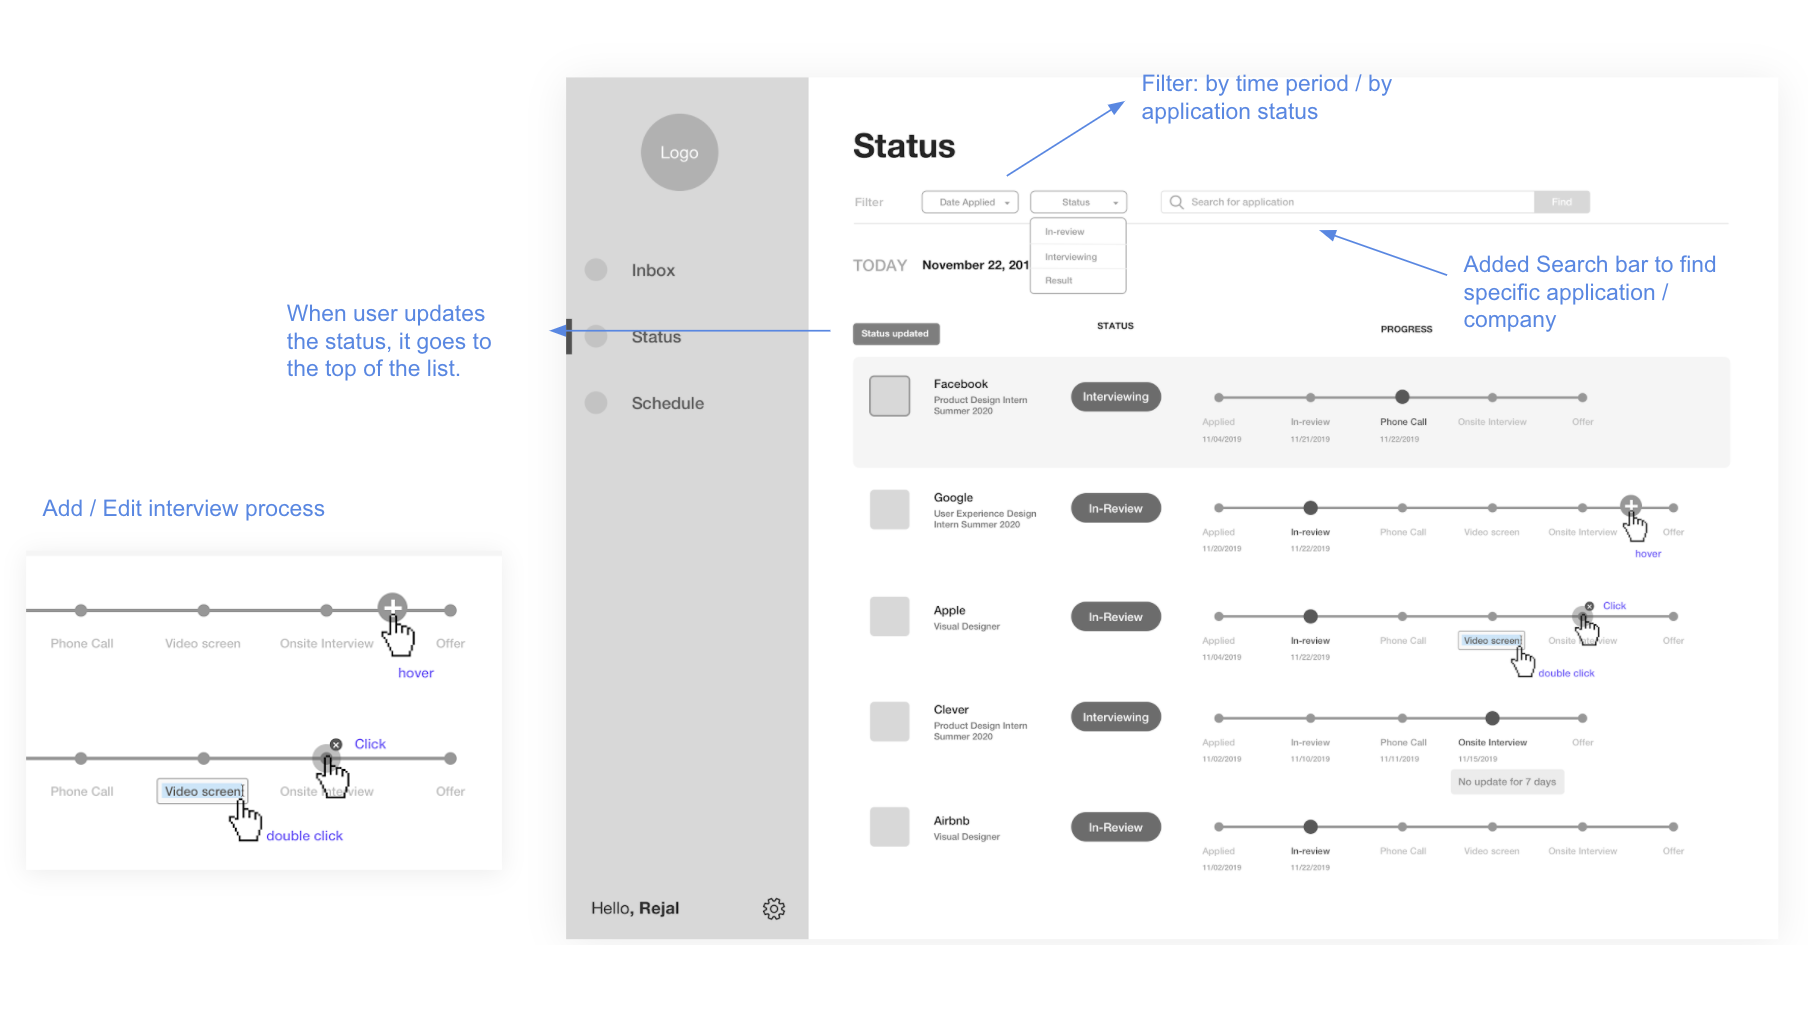 Filter: by time period / by
application status
Logo
Status
Filter
Date Applied
Status
Search for application
Find
In-review
Interviewing
Result
TODAY
November 22, 201
Inbox
Status
Schedule
Added Search bar to find
specific application /
company
When user updates
the status, it goes to
the top of the list.
Status updated
STATUS
PROGRESS
Facebook
Product Design Intern
Summer 2020
Interviewing
Applied
In-review
Phone Call
Onsite Interview
Offer
11/04/2019
11/21/2019
11/22/2019
Google
User Experience Design
Intern Summer 2020
In-Review
Applied
In-review
Phone Call
Video screen
Onsite Interview
Offer
11/20/2019
11/22/2019
hover
Apple
Visual Designer
In-Review
Click
Applied
In-review
Phone Call
Video screen
Onsite Interview
Offer
11/04/2019
11/22/2019
double click
Clever
Product Design Intern
Summer 2020
Interviewing
Applied
In-review
Phone Call
Onsite Interview
Offer
11/02/2019
11/10/2019
11/11/2019
11/15/2019
No update for 7 days
Airbnb
Visual Designer
In-Review
Applied
In-review
Phone Call
Video screen
Onsite Interview
Offer
11/02/2019
11/22/2019
Hello, Rejal
Add / Edit interview process
Phone Call
Video screen
Onsite Interview
Offer
hover
Click
Phone Call
Video screen
Onsite Interview
Offer
double click